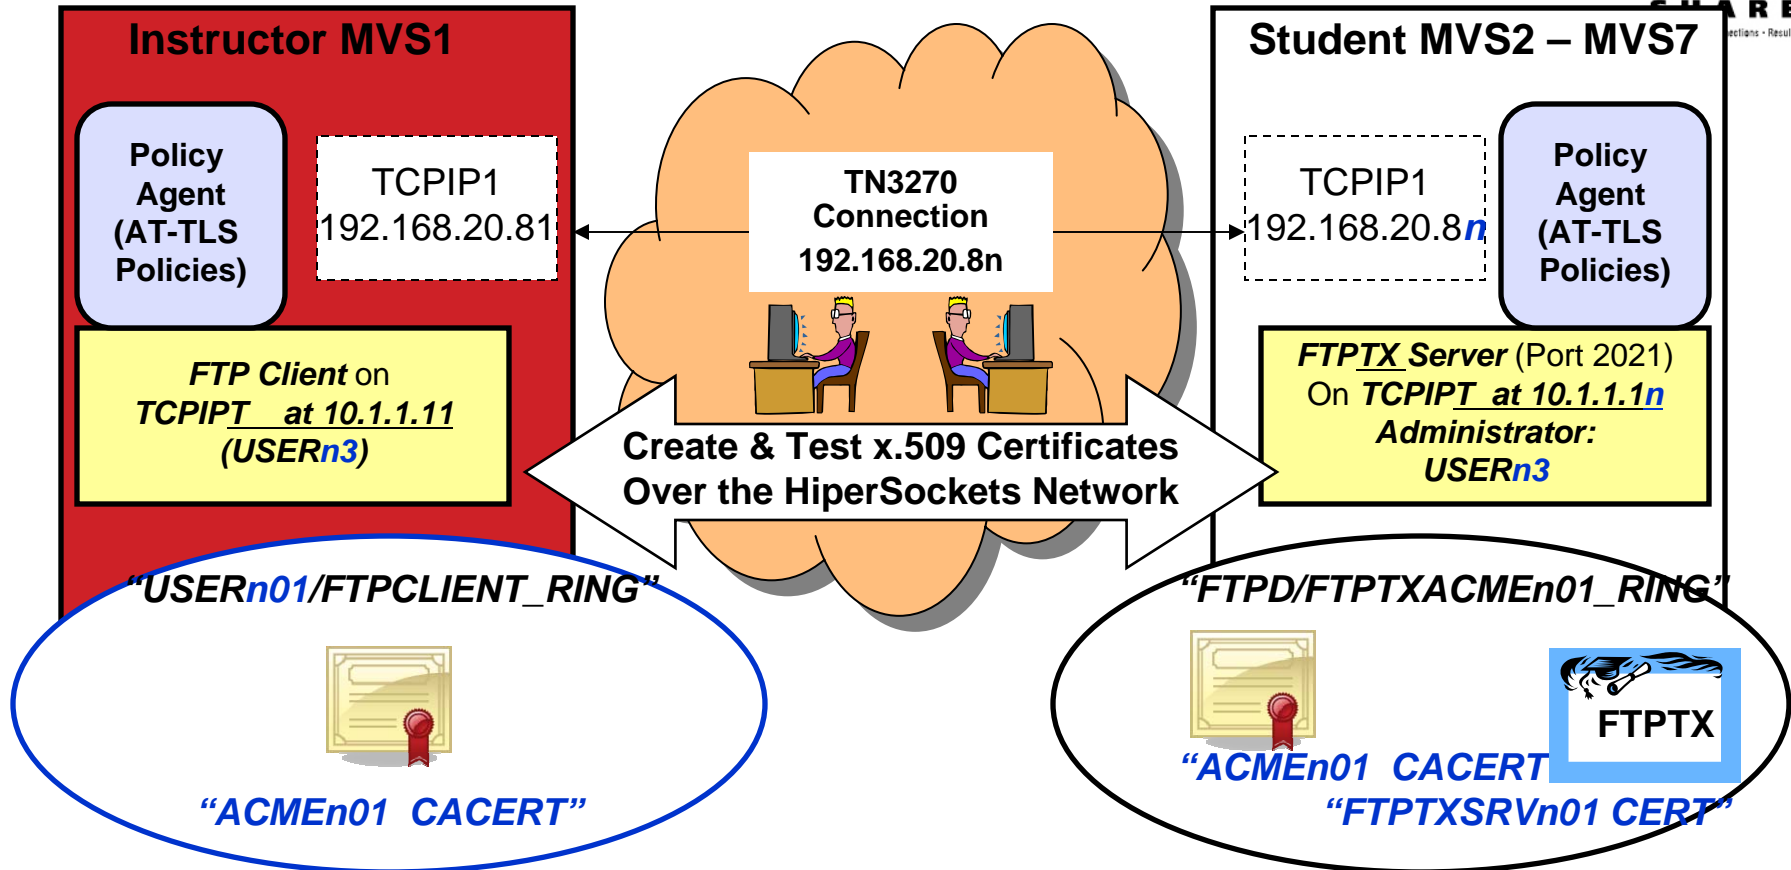 SHARE
Instructor MVS1
Student MVS2 – MVS7
Policy
Agent
(AT-TLS
Policies)
TCPIP1
192.168.20.81
TN3270
Connection
192.168.20.8n
TCPIP1
192.168.20.8n
Policy
Agent
(AT-TLS
Policies)
FTP Client on
TCPIPT at 10.1.1.11
(USERn3)
FTPTX Server (Port 2021)
On TCPIPT at 10.1.1.1n
Administrator:
USERn3
Create & Test x.509 Certificates
Over the HiperSockets Network
“USERn01/FTPCLIENT_RING”
“ACMEn01 CACERT”
“FTPD/FTPTXACMEn01_RING”
FTPTX
“ACMEn01 CACERT
“FTPTXSRVn01 CERT”